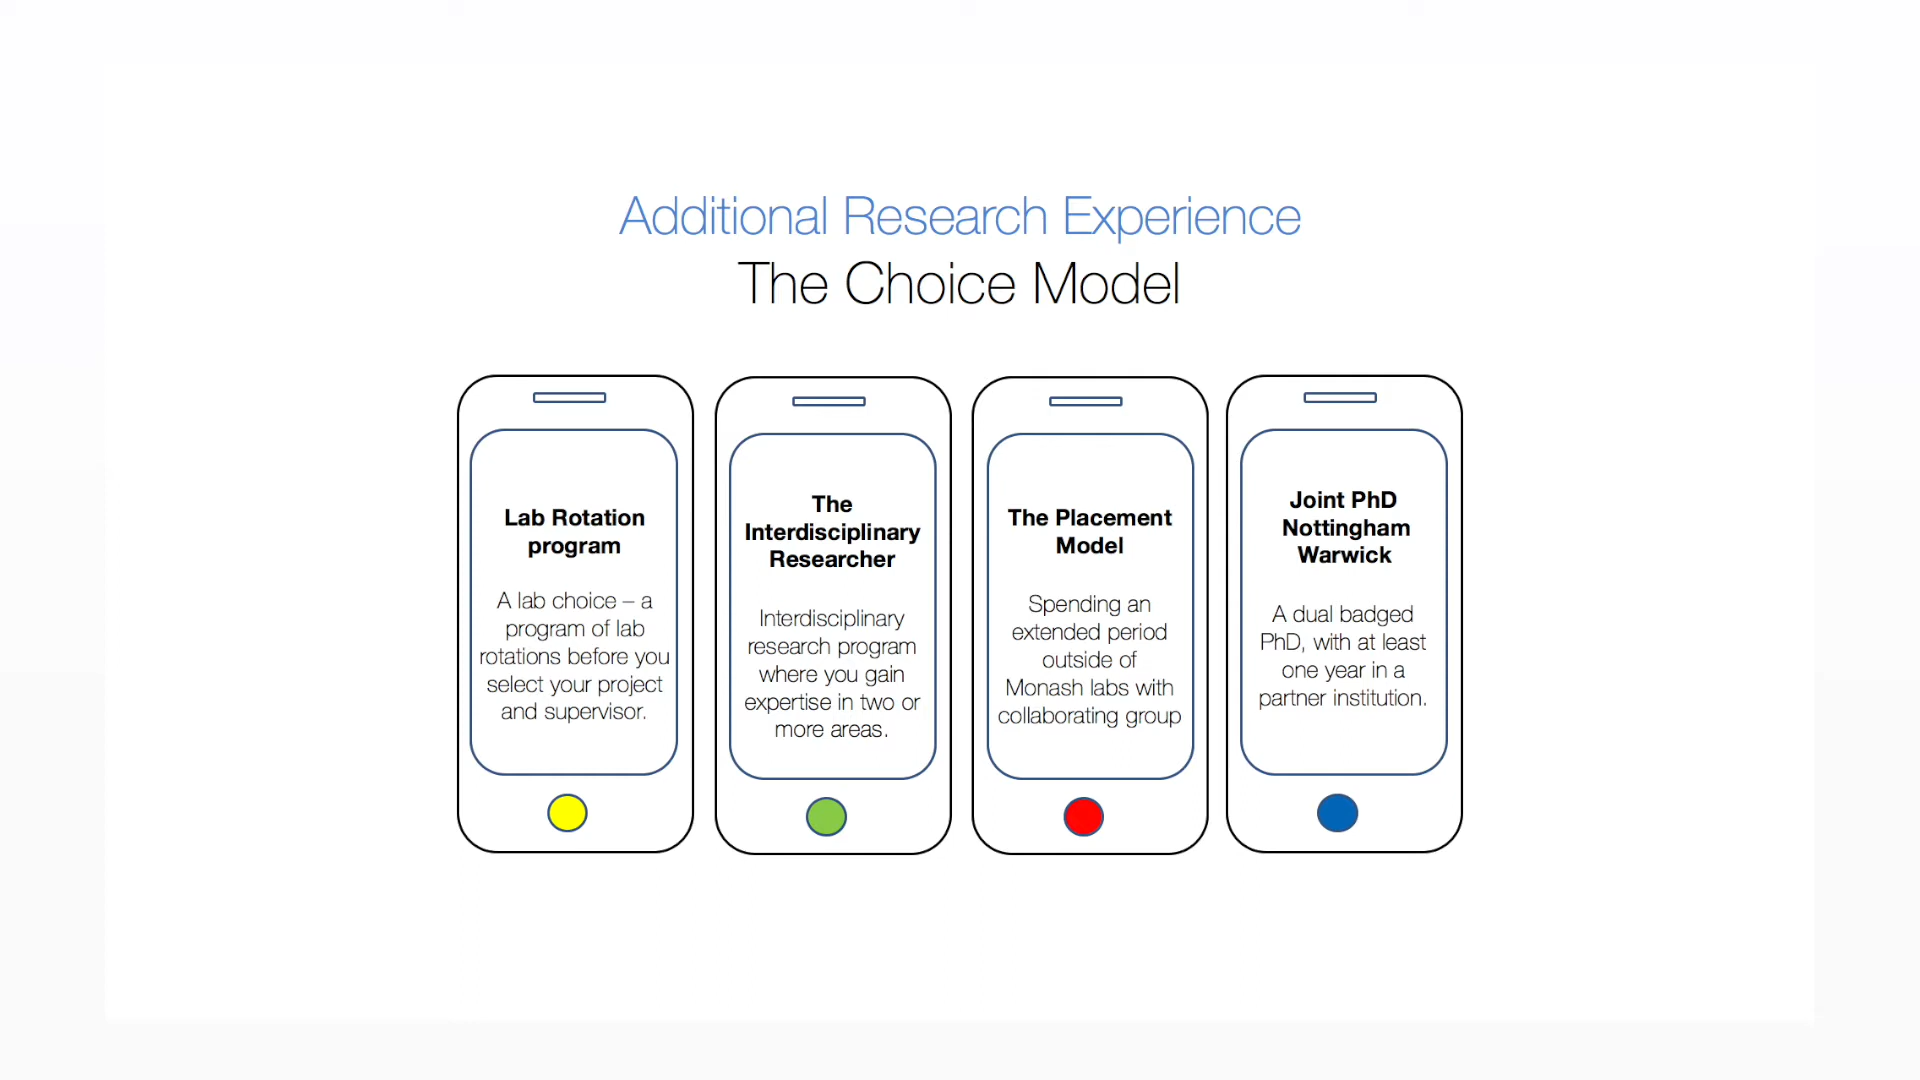 Additional Research Experience
The Choice Model
Lab Rotation
program
A lab choice – a
program of lab
rotations before you
select your project
and supervisor.
The
Interdisciplinary
Researcher
Interdisciplinary
research program
where you gain
expertise in two or
more areas.
The Placement
Model
Spending an
extended period
outside of
Monash labs with
collaborating group
Joint PhD
Nottingham
Warwick
A dual badged
PhD, with at least
one year in a
partner institution.